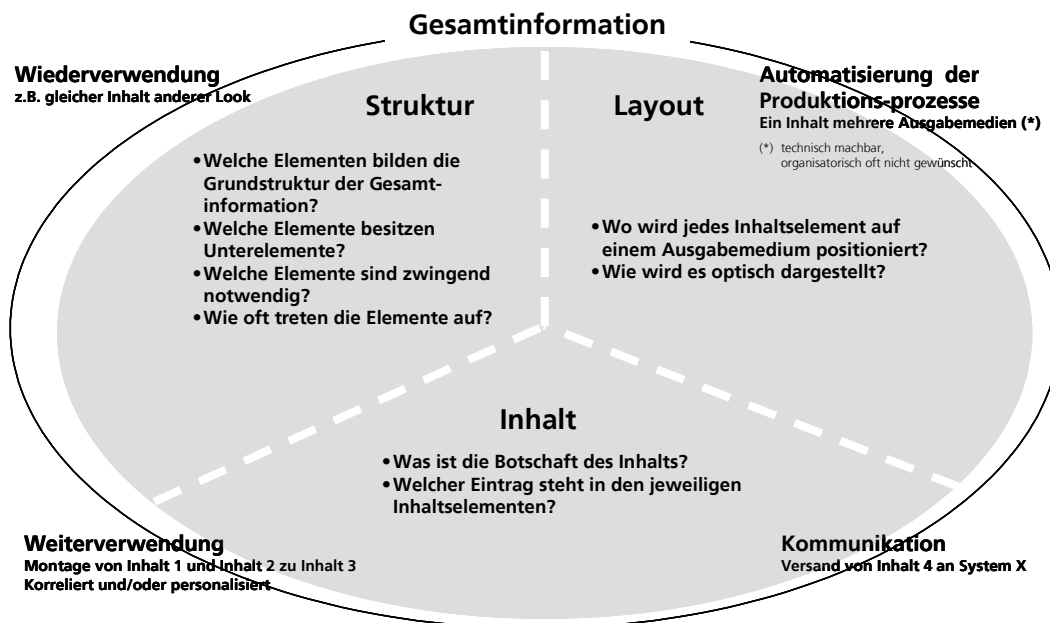 Gesamtinformation
Wiederverwendung
z.B. gleicher Inhalt anderer Look
Automatisierung der
Produktions-prozesse
Ein Inhalt mehrere Ausgabemedien (*)
(*) technisch machbar,
organisatorisch oft nicht gewünscht
Struktur
•Welche Elementen bilden die
Grundstruktur der Gesamt-
information?
•Welche Elemente besitzen
Unterelemente?
•Welche Elemente sind zwingend
notwendig?
•Wie oft treten die Elemente auf?
Layout
•Wo wird jedes Inhaltselement auf
einem Ausgabemedium positioniert?
•Wie wird es optisch dargestellt?
Inhalt
•Was ist die Botschaft des Inhalts?
•Welcher Eintrag steht in den jeweiligen
Inhaltselementen?
Weiterverwendung
Montage von Inhalt 1 und Inhalt 2 zu Inhalt 3
Korreliert und/oder personalisiert
Kommunikation
Versand von Inhalt 4 an System X